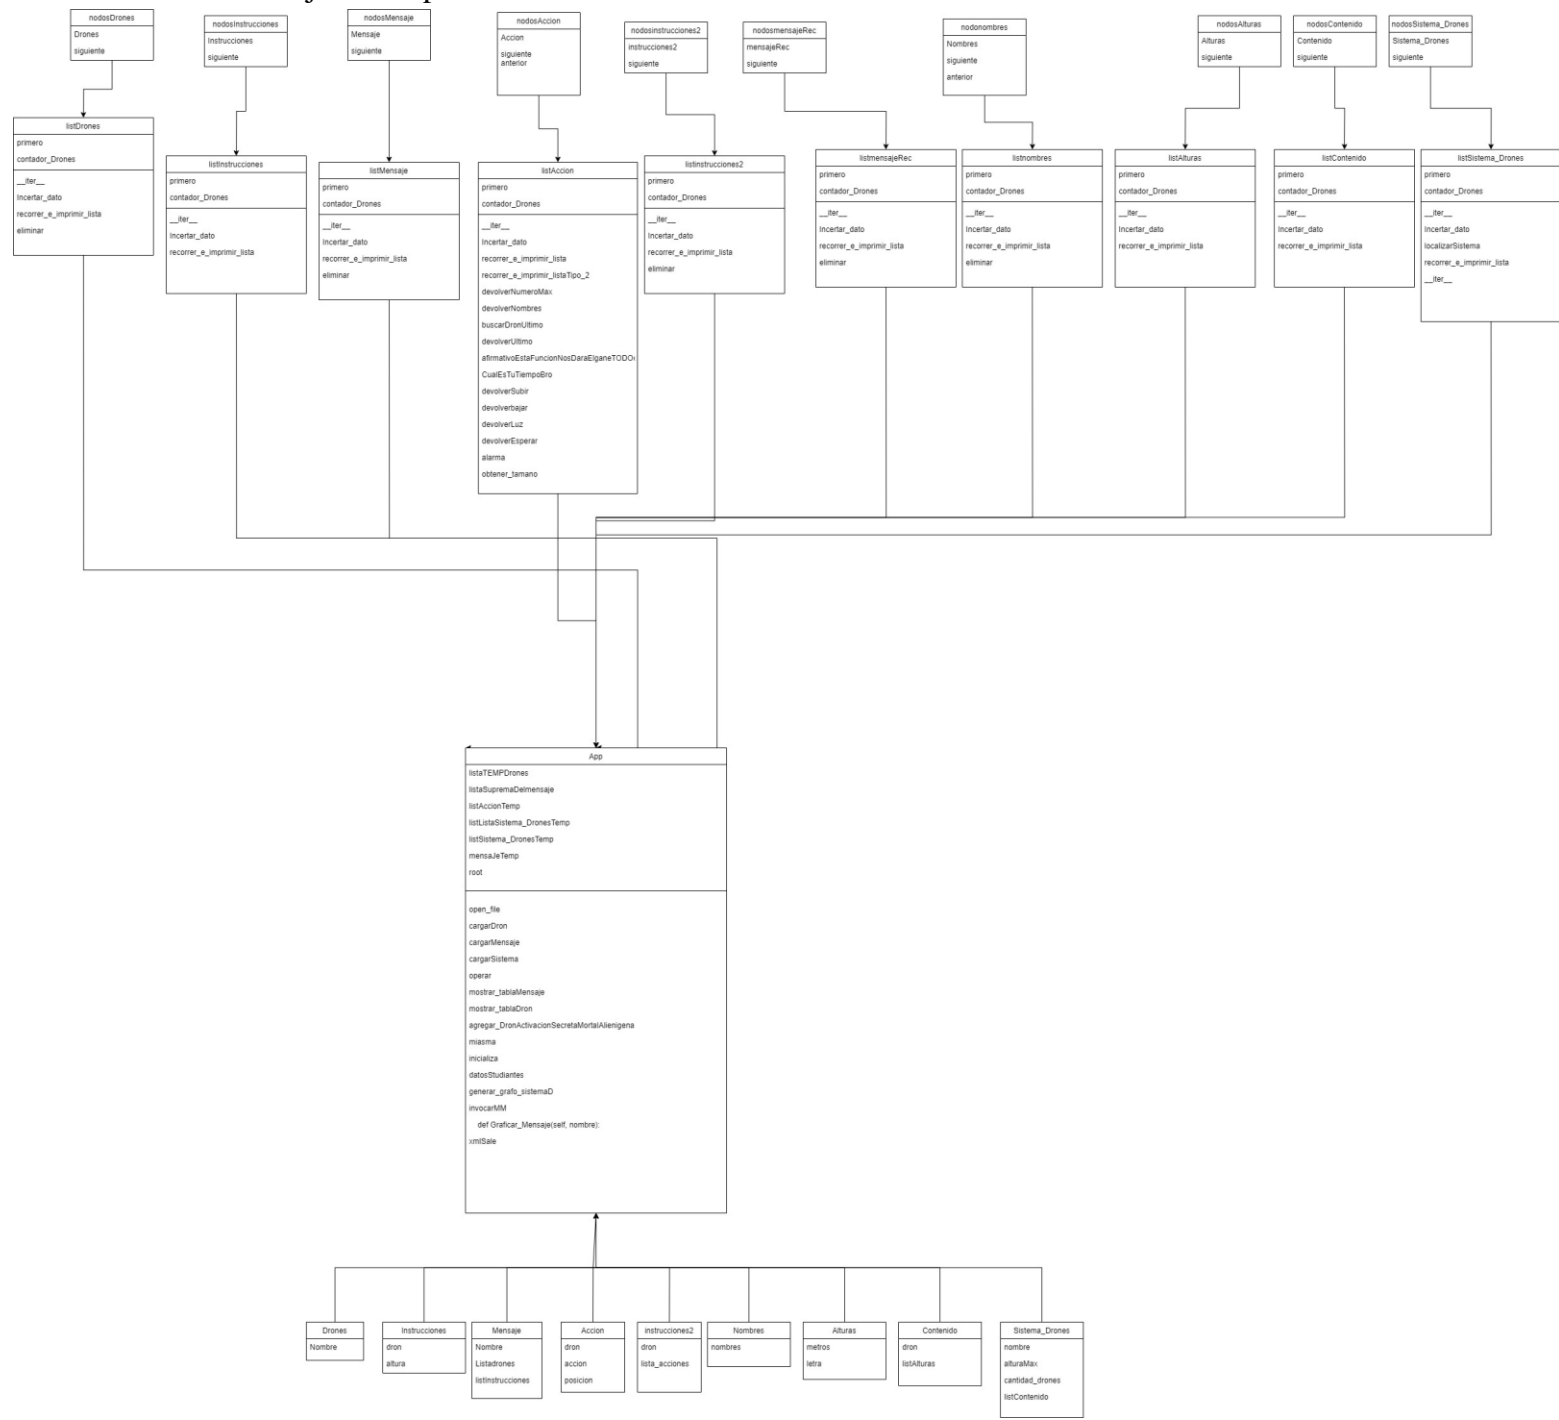 nodosDrones
Drones
siguiente
nodosInstrucciones
Instrucciones
siguiente
nodosMensaje
Mensaje
siguiente
nodosAccion
Accion
siguiente
anterior
nodosinstrucciones2
instrucciones2
siguiente
nodosmensajeRec
mensajeRec
siguiente
nodonombres
Nombres
siguiente
anterior
nodosAlturas
Alturas
siguiente
nodosContenido
Contenido
siguiente
nodosSistema_Drones
Sistema_Drones
siguiente
listDrones
primero
contador_Drones
__iter__
Incertar_dato
recorrer_e_imprimir_lista
eliminar
listInstrucciones
primero
contador_Drones
__iter__
Incertar_dato
recorrer_e_imprimir_lista
listMensaje
primero
contador_Drones
__iter__
Incertar_dato
recorrer_e_imprimir_lista
eliminar
listAccion
primero
contador_Drones
__iter__
Incertar_dato
recorrer_e_imprimir_lista
recorrer_e_imprimir_listaTipo_2
devolverNumeroMax
devolverNombres
buscarDronUltimo
devolverUltimo
afirmativoEstaFuncionNosDaraElganeTODO
CualEsTuTiempoBro
devolverSubir
devolverbajar
devolverLuz
devolverEsperar
alarma
obtener_tamano
listinstrucciones2
primero
contador_Drones
__iter__
Incertar_dato
recorrer_e_imprimir_lista
eliminar
listmensajeRec
primero
contador_Drones
__iter__
Incertar_dato
recorrer_e_imprimir_lista
eliminar
listnombres
primero
contador_Drones
__iter__
Incertar_dato
recorrer_e_imprimir_lista
eliminar
listAlturas
primero
contador_Drones
__iter__
Incertar_dato
recorrer_e_imprimir_lista
listContenido
primero
contador_Drones
__iter__
Incertar_dato
recorrer_e_imprimir_lista
listSistema_Drones
primero
contador_Drones
__iter__
Incertar_dato
localizarSistema
recorrer_e_imprimir_lista
__iter__
App
listaTEMPDrones
listaSupremaDelmensaje
listAccionTemp
listListaSistema_DronesTemp
listSistema_DronesTemp
mensaJeTemp
root
open_file
cargarDron
cargarMensaje
cargarSistema
operar
mostrar_tablaMensaje
mostrar_tablaDron
agregar_DronActivacionSecretaMortalAlienigena
miasma
inicializa
datosStudiantes
generar_grafo_sistemaD
invocarMM
def Graficar_Mensaje(self, nombre):
xmlSale
Drones
Nombre
Instrucciones
dron
altura
Mensaje
Nombre
Listadrones
listInstrucciones
Accion
dron
accion
posicion
instrucciones2
dron
lista_acciones
Nombres
nombres
Alturas
metros
letra
Contenido
dron
listAlturas
Sistema_Drones
nombre
alturaMax
cantidad_drones
listContenido